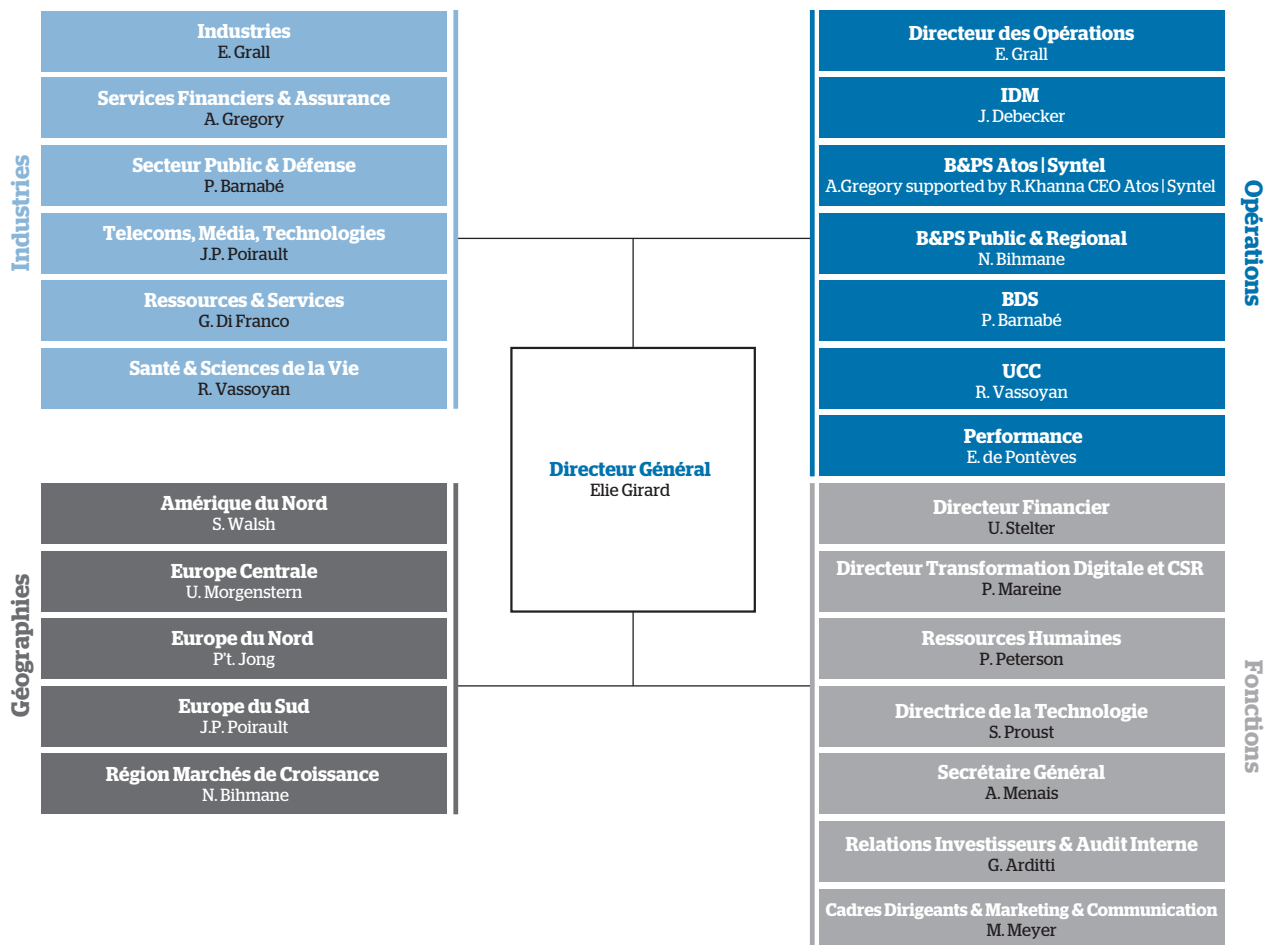 Industries
Industries
E. Grall
Services Financiers & Assurance
A. Gregory
Secteur Public & Défense
P. Barnabé
Telecoms, Média, Technologies
J.P. Poirault
Ressources & Services
G. Di Franco
Santé & Sciences de la Vie
R. Vassoyan
Opérations
Directeur des Opérations
E. Grall
IDM
J. Debecker
B&PS Atos|Syntel
A.Gregory supported by R.Khanna CEO Atos|Syntel
B&PS Public & Regional
N. Bihmane
BDS
P. Barnabé
UCC
R. Vassoyan
Performance
E. de Pontèves
Directeur Général
Elie Girard
Géographies
Amérique du Nord
S. Walsh
Europe Centrale
U. Morgenstern
Europe du Nord
P't. Jong
Europe du Sud
J.P. Poirault
Région Marchés de Croissance
N. Bihmane
Fonctions
Directeur Financier
U. Stelter
Directeur Transformation Digitale et CSR
P. Mareine
Ressources Humaines
P. Peterson
Directrice de la Technologie
S. Proust
Secrétaire Général
A. Menais
Relations Investisseurs & Audit Interne
G. Arditti
Cadres Dirigeants & Marketing & Communication
M. Meyer